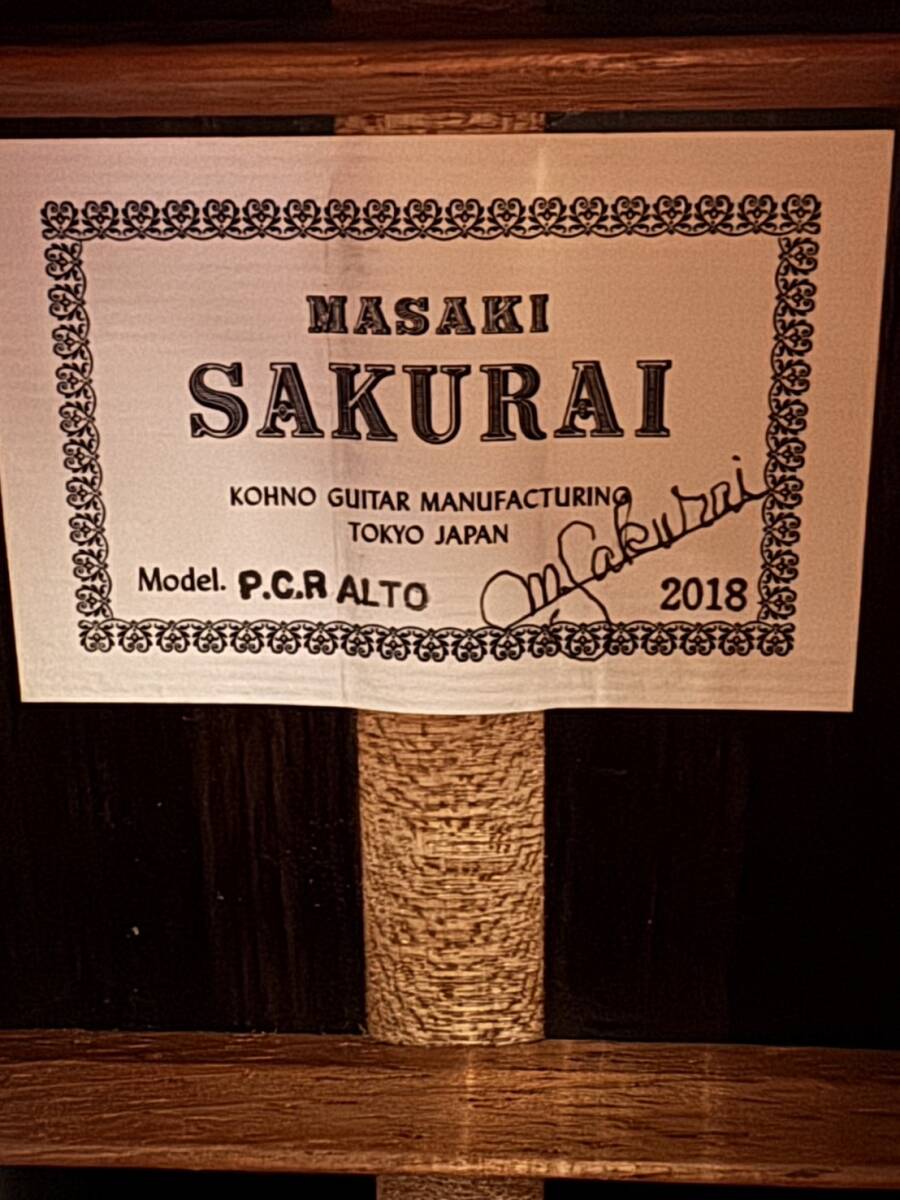 MASAKI
SAKURAI
KOHNO GUITAR MANUFACTURING
TOKYO JAPAN
Model. P.C.R ALTO
M Sakurai
2018